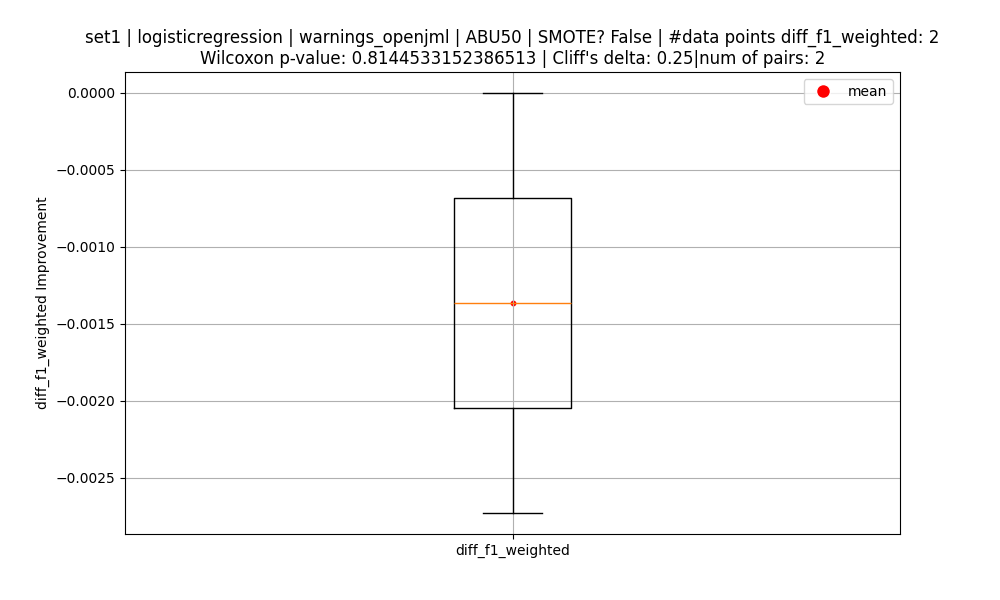 set1 | logisticregression | warnings_openjml | ABU50 | SMOTE? False | #data points diff_f1_weighted: 2
Wilcoxon p-value: 0.8144533152386513 | Cliff's delta: 0.25|num of pairs: 2
mean
0.0000
−0.0005
−0.0010
−0.0015
−0.0020
−0.0025
diff_f1_weighted Improvement
diff_f1_weighted